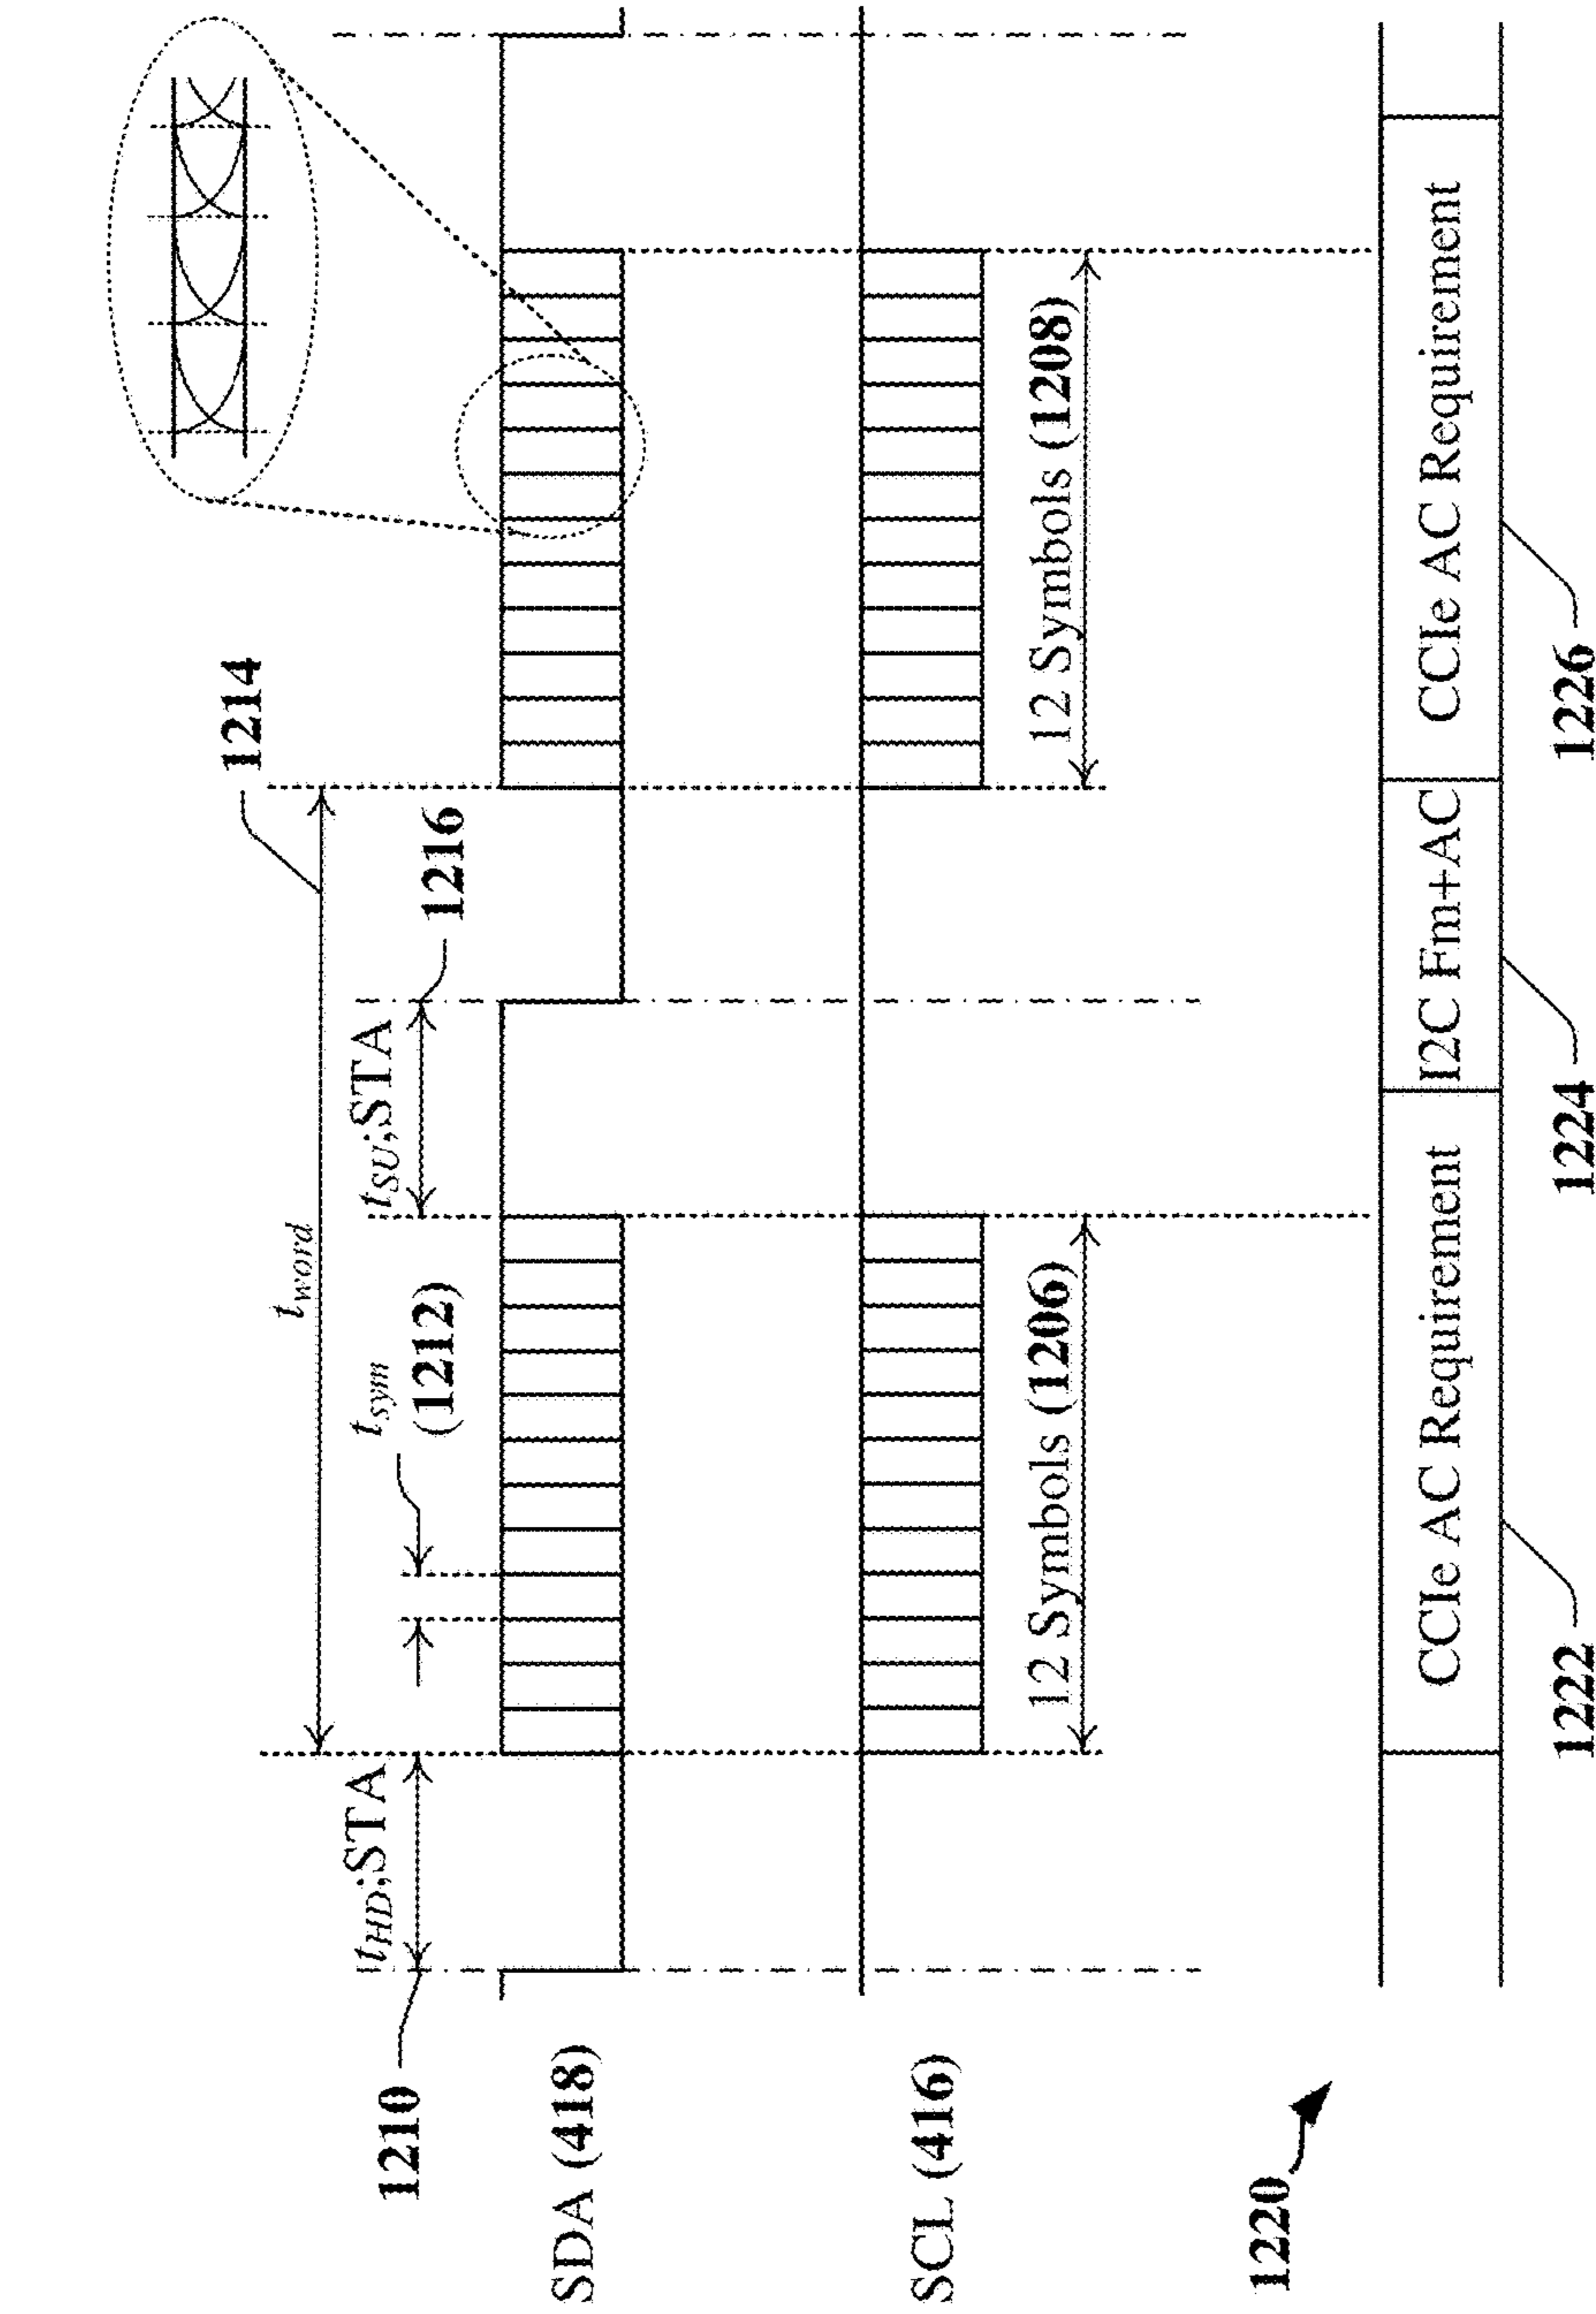 1214
t_word
1216
t_HD;STA
t_sym
(1212)
t_SU;STA
1210
SDA (418)
SCL (416)
12 Symbols (1206)
12 Symbols (1208)
1220
CCIe AC Requirement
I2C Fm+AC
CCIe AC Requirement
1222
1224
1226